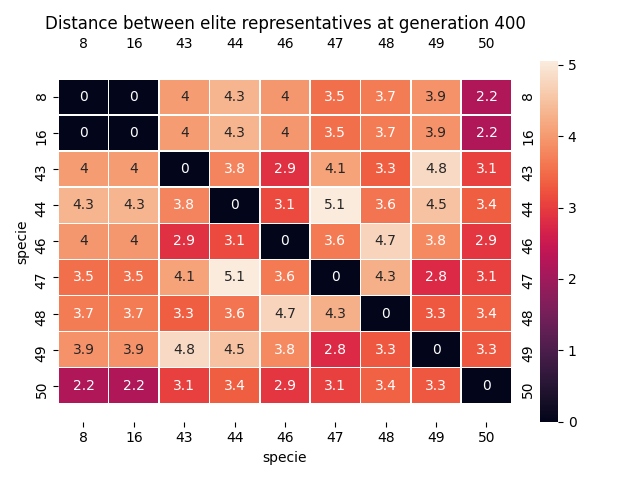 Distance between elite representatives at generation 400
8 16 43 44 46 47 48 49 50
8 0 0 4 4.3 4 3.5 3.7 3.9 2.2 8
16 0 0 4 4.3 4 3.5 3.7 3.9 2.2 16
43 4 4 0 3.8 2.9 4.1 3.3 4.8 3.1 43
44 4.3 4.3 3.8 0 3.1 5.1 3.6 4.5 3.4 44
46 4 4 2.9 3.1 0 3.6 4.7 3.8 2.9 46
47 3.5 3.5 4.1 5.1 3.6 0 4.3 2.8 3.1 47
48 3.7 3.7 3.3 3.6 4.7 4.3 0 3.3 3.4 48
49 3.9 3.9 4.8 4.5 3.8 2.8 3.3 0 3.3 49
50 2.2 2.2 3.1 3.4 2.9 3.1 3.4 3.3 0 50
8 16 43 44 46 47 48 49 50
specie
specie
5
4
3
2
1
0